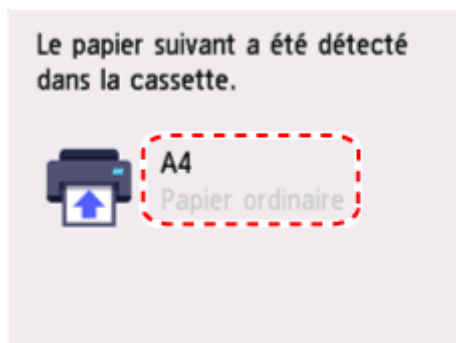 Le papier suivant a été détecté
dans la cassette.
A4
Papier ordinaire